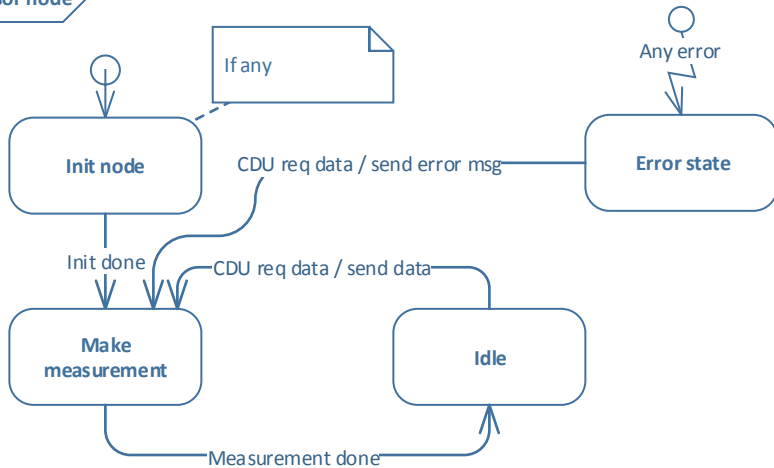 node
If any
Any error
Init node
CDU req data / send error msg
Error state
Init done
CDU req data / send data
Make
measurement
Idle
Measurement done